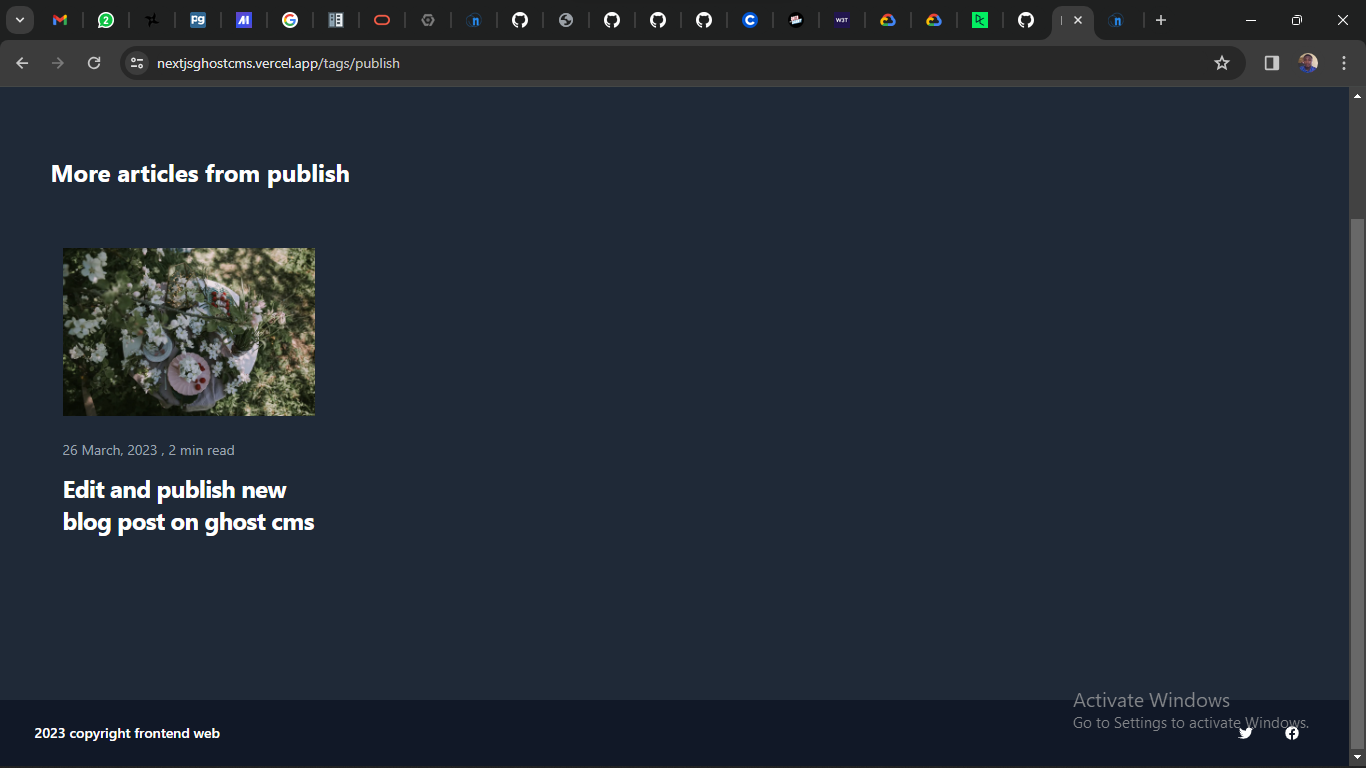 nextjsghostcms.vercel.app/tags/publish
More articles from publish
26 March, 2023 , 2 min read
Edit and publish new
blog post on ghost cms
Activate Windows
Go to Settings to activate Windows.
2023 copyright frontend web